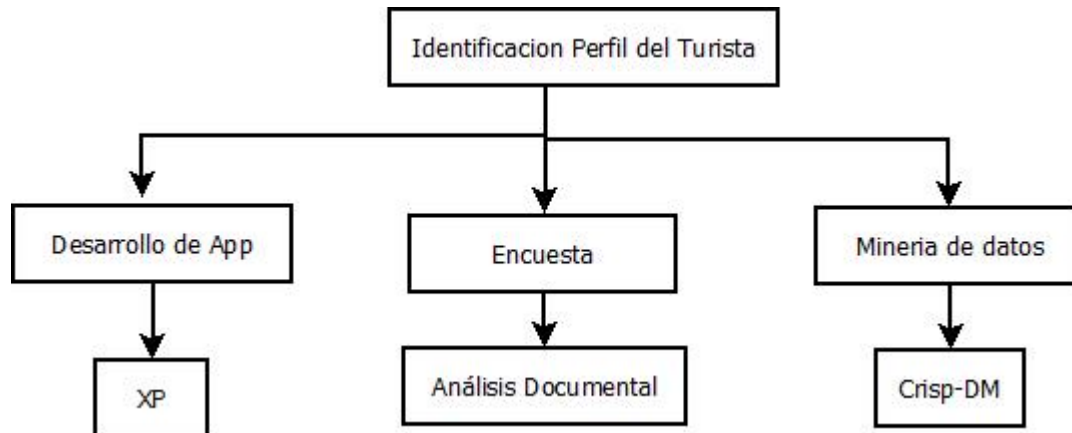 Identificacion Perfil del Turista
Desarrollo de App
Encuesta
Mineria de datos
XP
Análisis Documental
Crisp-DM